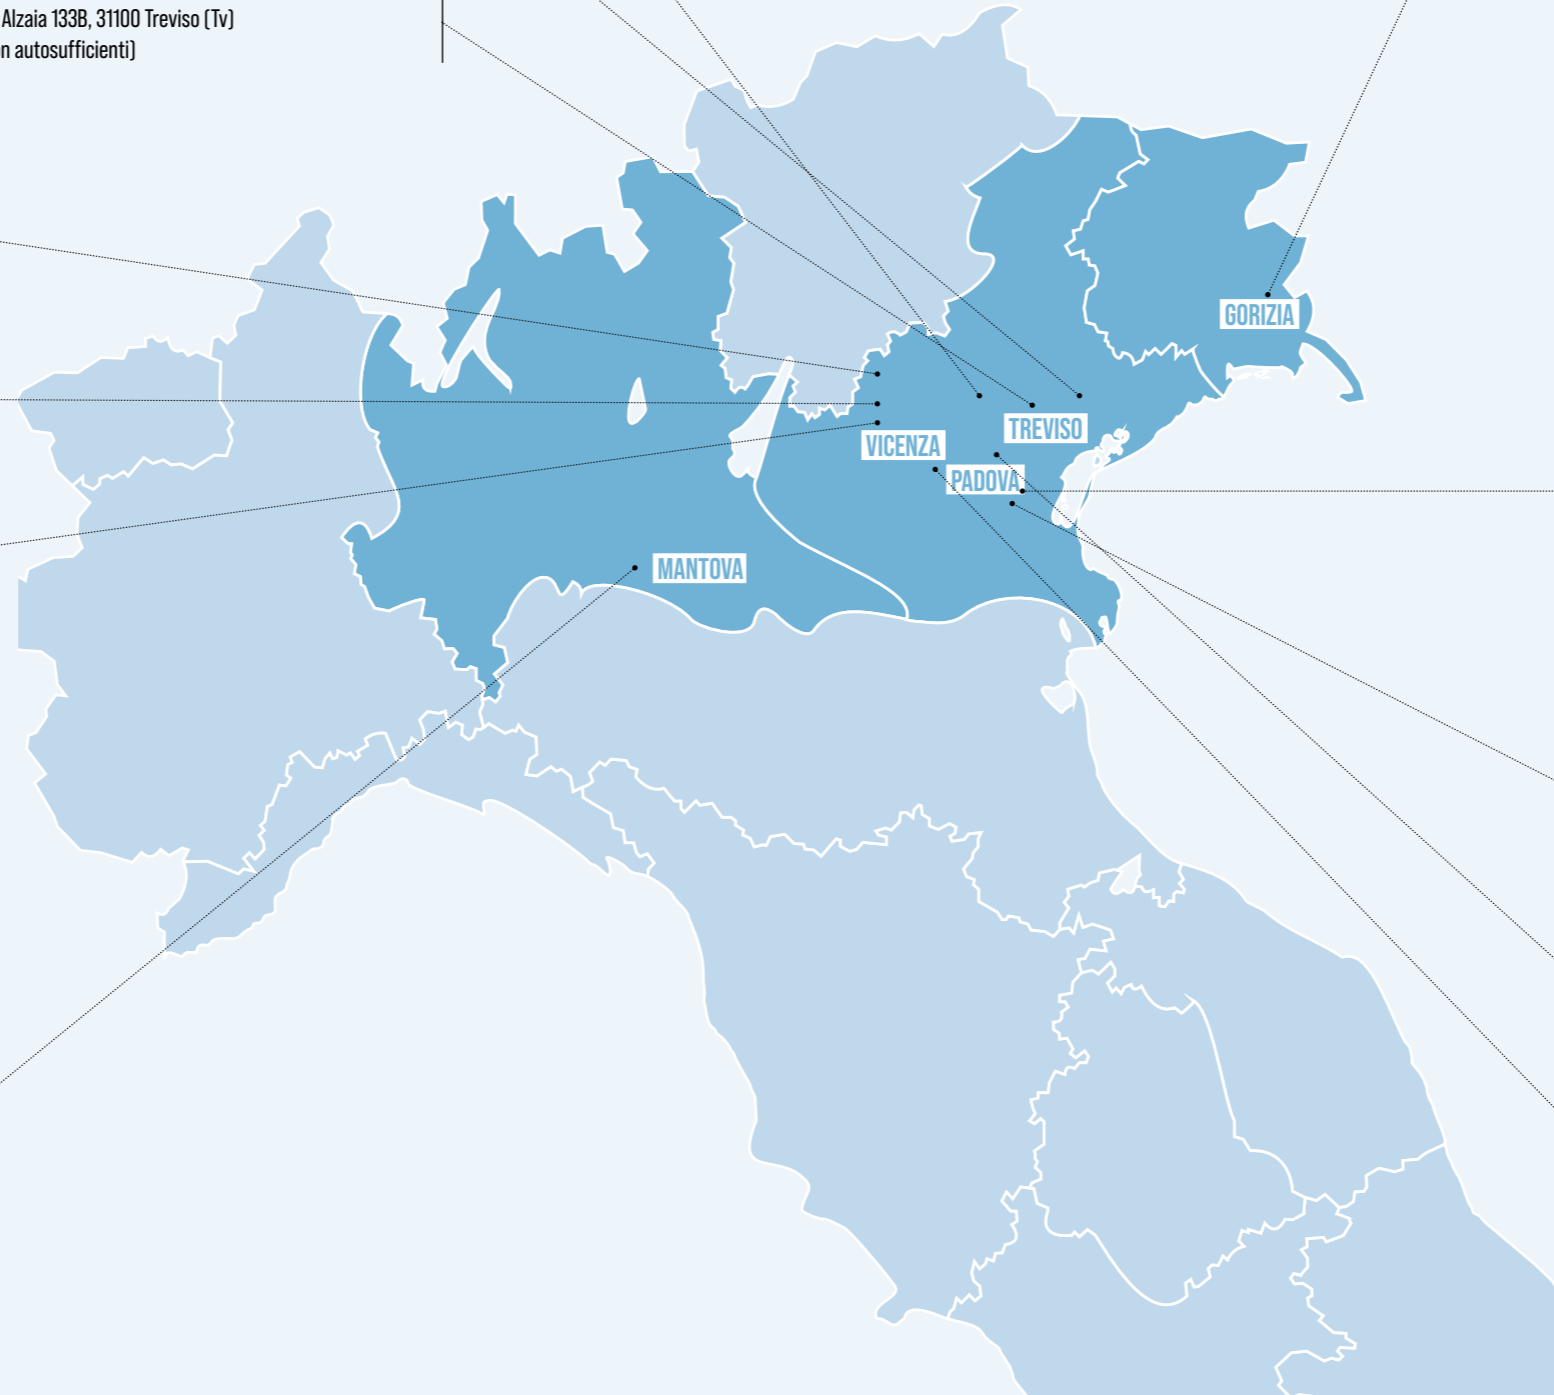 Alzaia 133B, 31100 Treviso (Tv)
n autosufficienti)
GORIZIA
TREVISO
VICENZA
PADOVA
MANTOVA